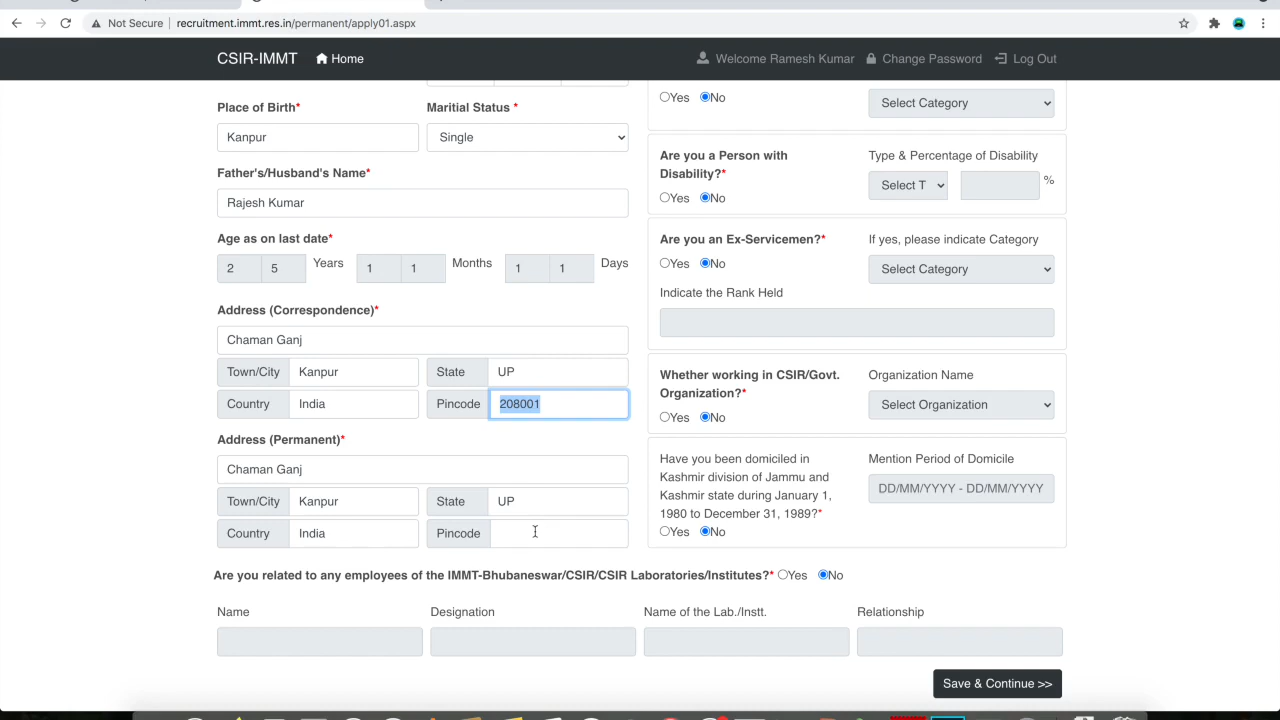 Not Secure recruitment.immt.res.in/permanent/apply01.aspx
CSIR-IMMT Home Welcome Ramesh Kumar Change Password Log Out
Place of Birth* Maritial Status *
Kanpur Single
Father's/Husband's Name*
Rajesh Kumar
Age as on last date*
2 5 Years 1 1 Months 1 1 Days
Address (Correspondence)*
Chaman Ganj
Town/City Kanpur State UP
Country India Pincode 208001
Address (Permanent)*
Chaman Ganj
Town/City Kanpur State UP
Country India Pincode
Yes No Select Category
Are you a Person with Type & Percentage of Disability
Disability?* Select T %
Yes No
Are you an Ex-Servicemen?* If yes, please indicate Category
Yes No Select Category
Indicate the Rank Held
Whether working in CSIR/Govt. Organization Name
Organization?* Select Organization
Yes No
Have you been domiciled in Mention Period of Domicile
Kashmir division of Jammu and
Kashmir state during January 1, DD/MM/YYYY - DD/MM/YYYY
1980 to December 31, 1989?*
Yes No
Are you related to any employees of the IMMT-Bhubaneswar/CSIR/CSIR Laboratories/Institutes?* Yes No
Name Designation Name of the Lab./Instt. Relationship
Save & Continue >>